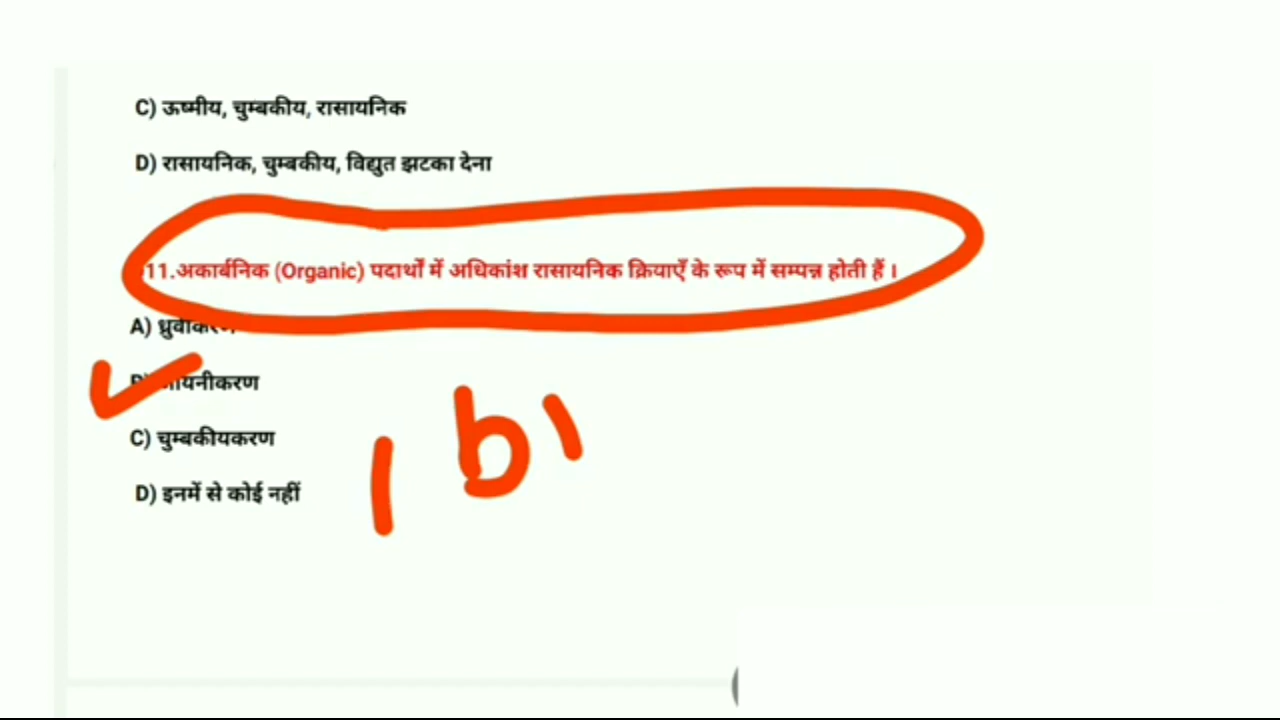 C) ऊष्मीय, चुम्बकीय, रासायनिक
D) रासायनिक, चुम्बकीय, विद्युत झटका देना
11.अकार्बनिक (Organic) पदार्थों में अधिकांश रासायनिक क्रियाएँ के रूप में सम्पन्न होती हैं ।
A)
C) चुम्बकीयकरण
D) इनमें से कोई नहीं